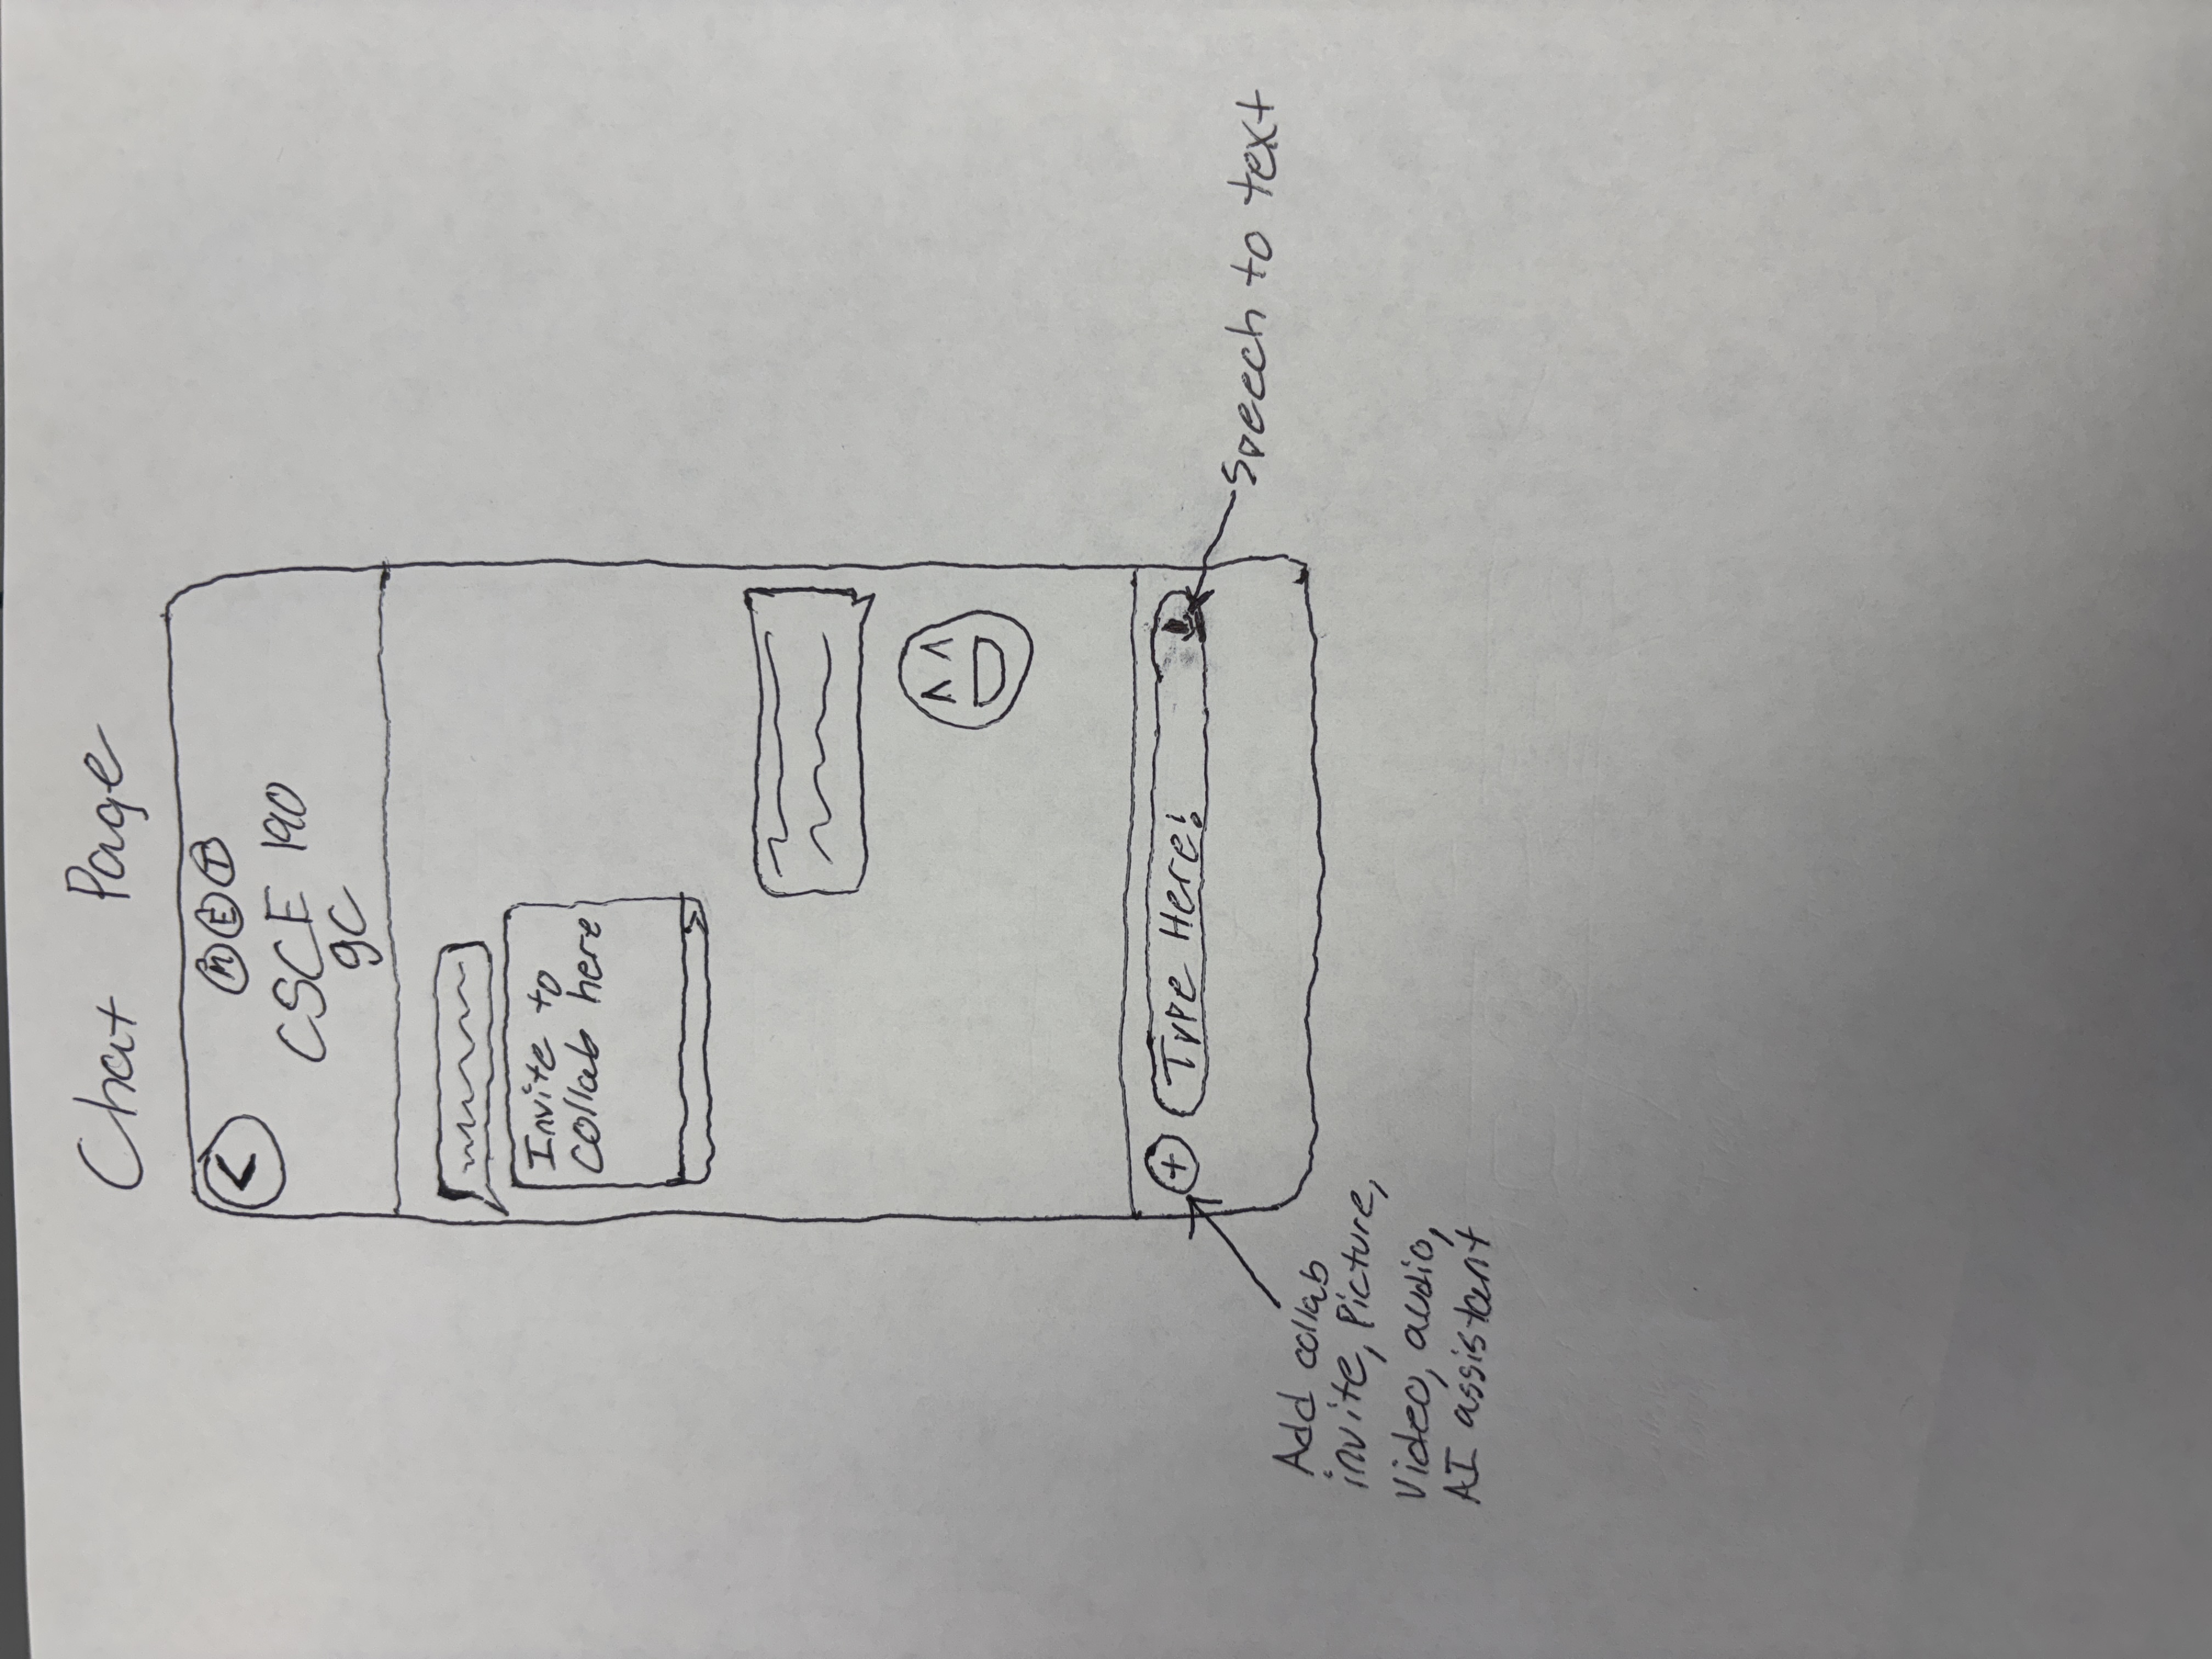 Chat Page
<
M E T
CSCE 190
gc
Invite to
collab here
>
+ Type Here!
Speech to text
Add collab
invite, Picture,
Video, audio,
AI assistant